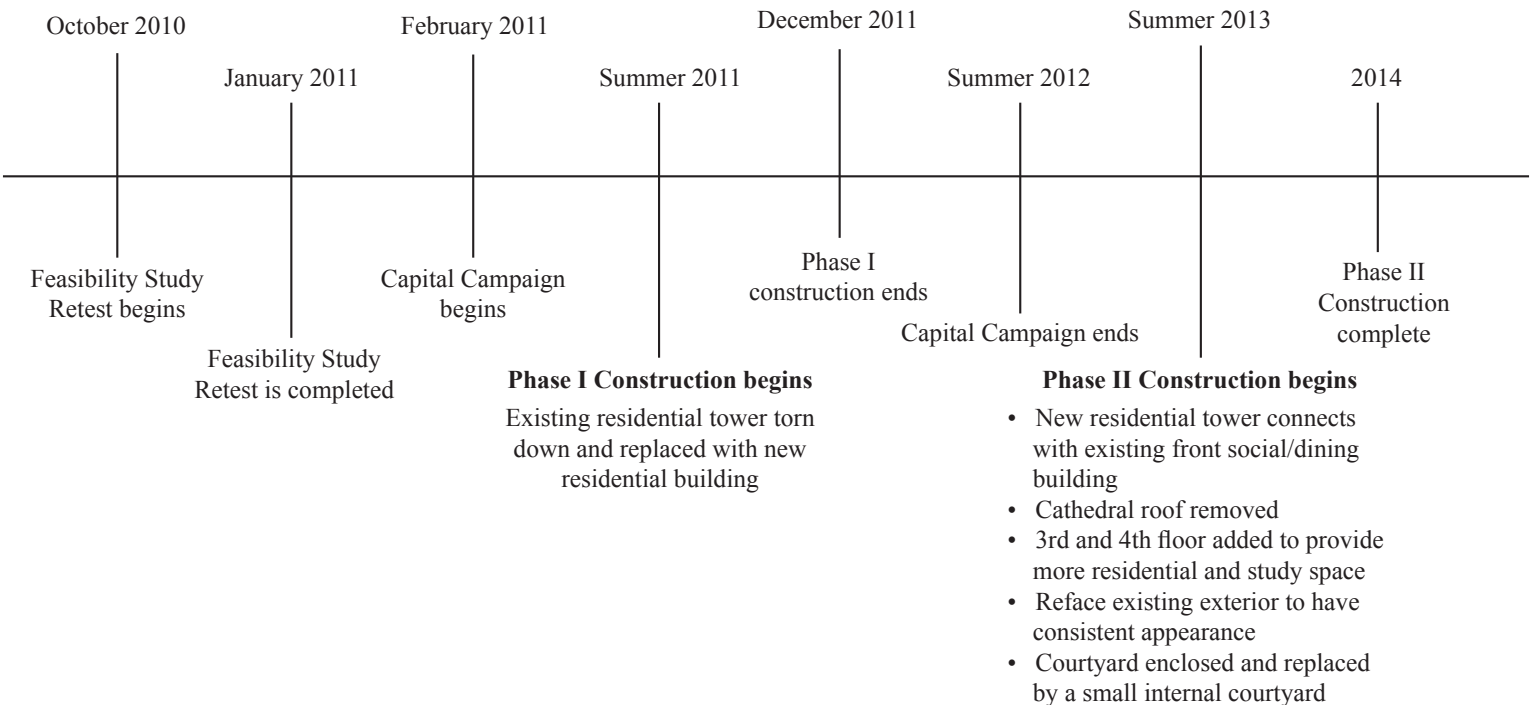 October 2010
Feasibility Study
Retest begins
January 2011
Feasibility Study
Retest is completed
February 2011
Capital Campaign
begins
Summer 2011
Phase I Construction begins
Existing residential tower torn
down and replaced with new
residential building
December 2011
Phase I
construction ends
Summer 2012
Capital Campaign ends
Summer 2013
Phase II Construction begins
• New residential tower connects
with existing front social/dining
building
• Cathedral roof removed
• 3rd and 4th floor added to provide
more residential and study space
• Reface existing exterior to have
consistent appearance
• Courtyard enclosed and replaced
by a small internal courtyard
2014
Phase II
Construction
complete